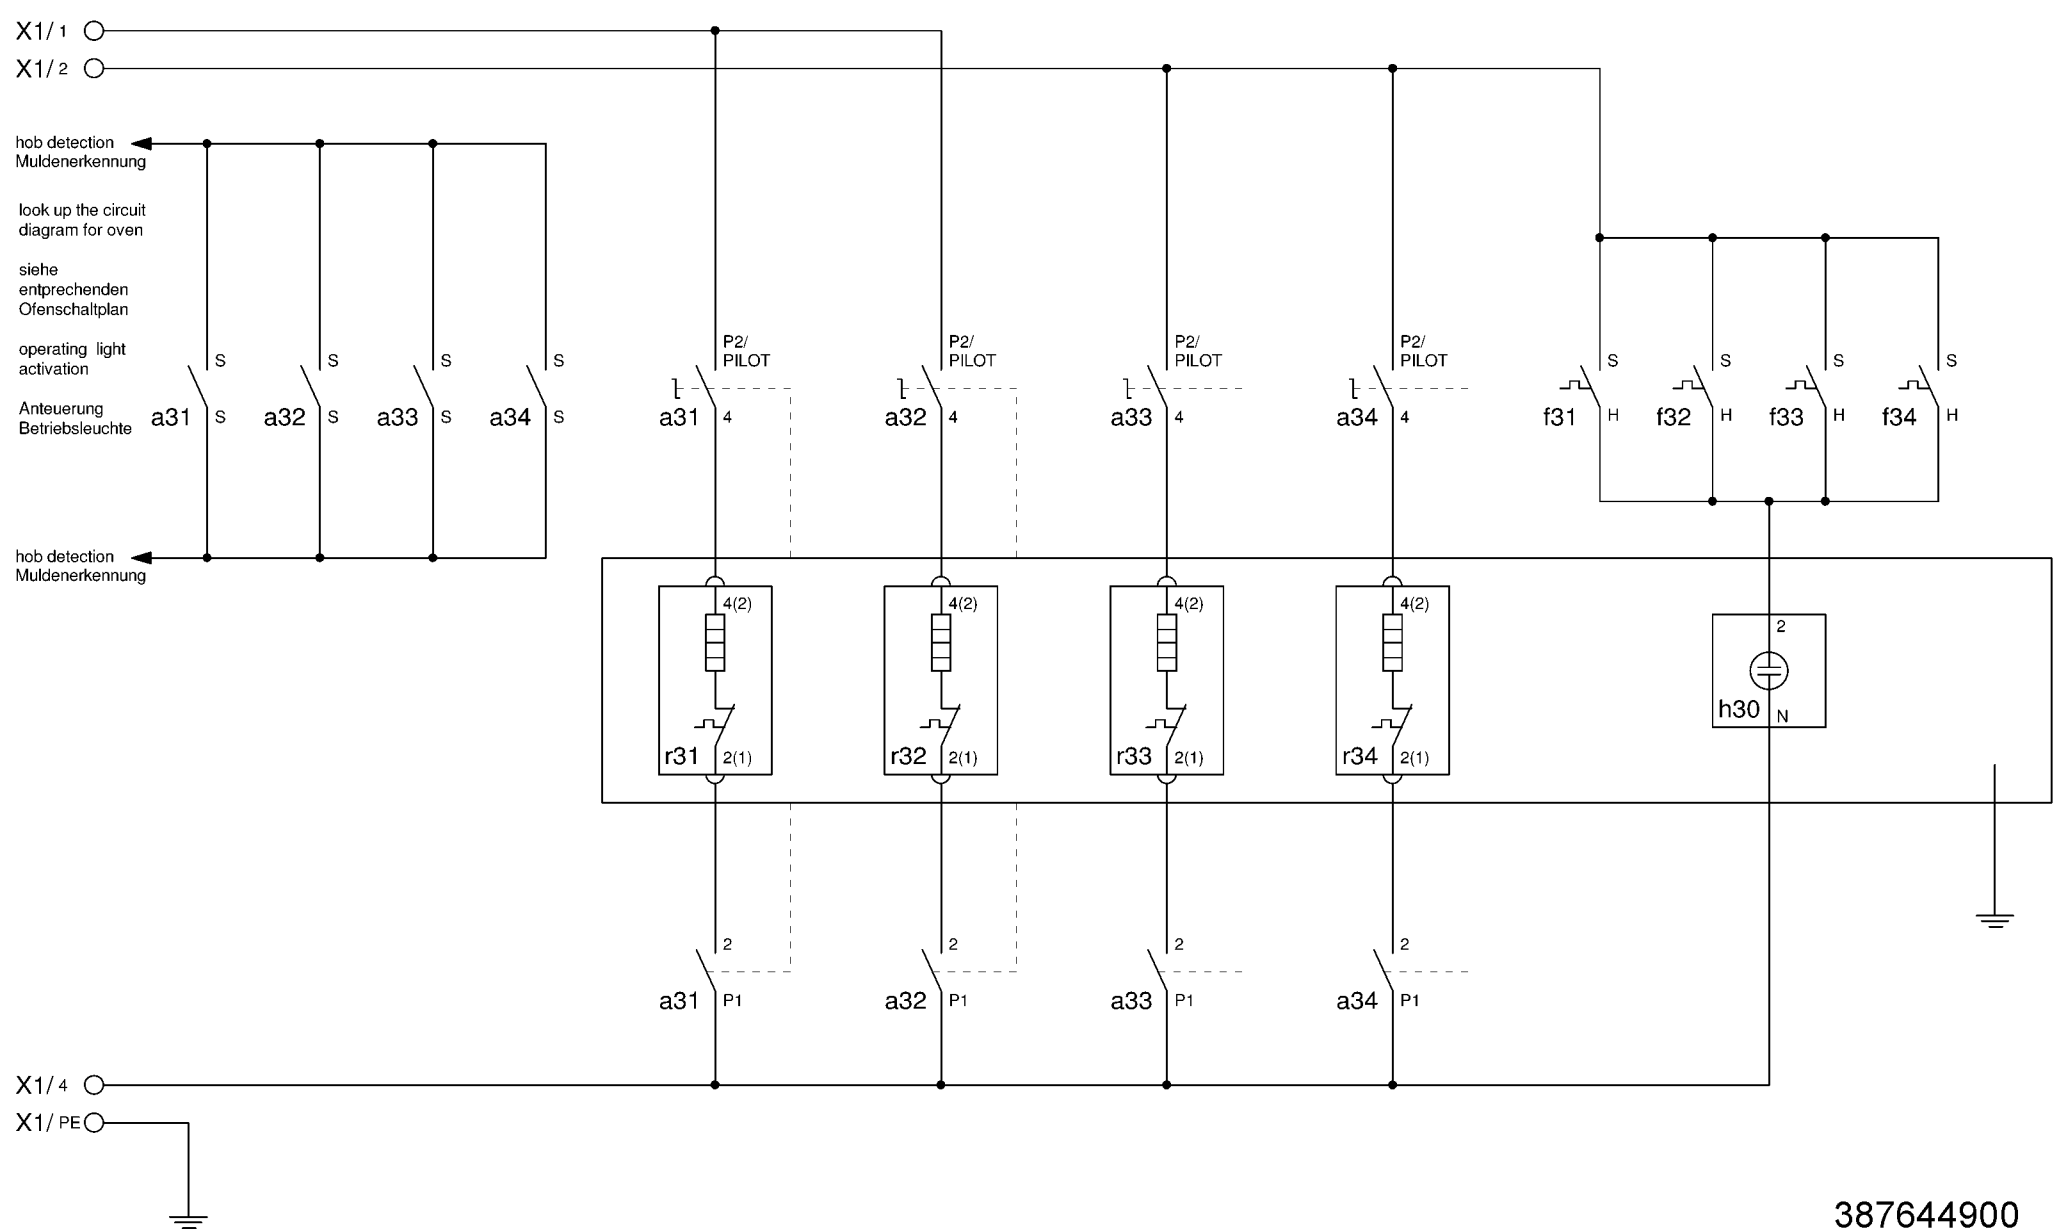 X1/ 1
X1/ 2
hob detection
Muldenerkennung
look up the circuit
diagram for oven
siehe
entprechenden
Ofenschaltplan
operating light
activation
Anteuerung
Betriebsleuchte
S S S S
a31 S a32 S a33 S a34 S
hob detection
Muldenerkennung
P2/ P2/ P2/ P2/
PILOT PILOT PILOT PILOT
a31 4 a32 4 a33 4 a34 4
S S S S
f31 H f32 H f33 H f34 H
4(2) 4(2) 4(2) 4(2)
r31 2(1) r32 2(1) r33 2(1) r34 2(1)
2
h30 N
2 2 2 2
a31 P1 a32 P1 a33 P1 a34 P1
X1/ 4
X1/ PE
387644900